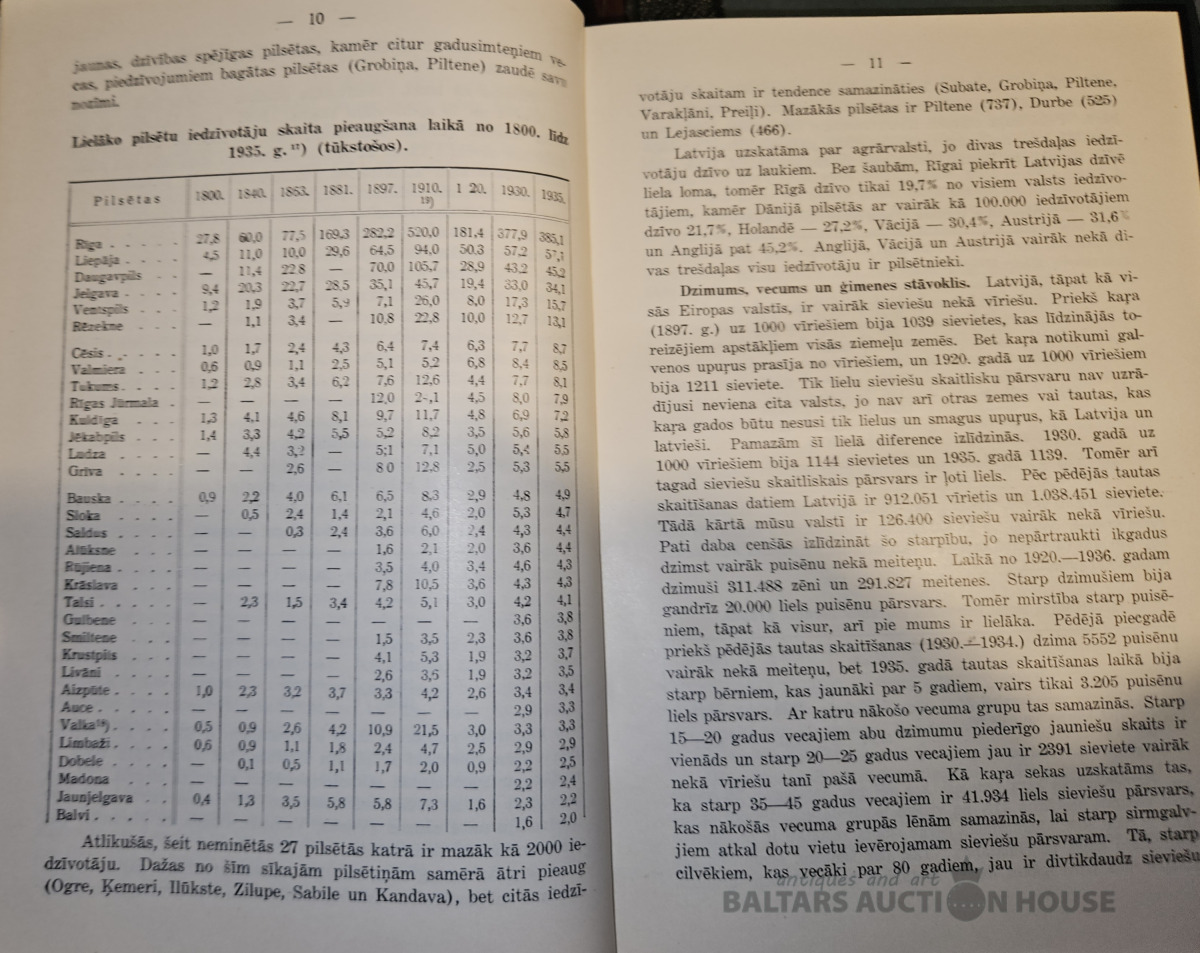 — 10 —
jaunas, dzīvības spējīgas pilsētas, kamēr citur gadusimteņiem ve-
cas, piedzīvojumiem bagātas pilsētas (Grobiņa, Piltene) zaudē savu
nozīmi.
Lielāko pilsētu iedzīvotāju skaita pieaugšana laikā no 1800. līdz
1935. g. ¹⁷) (tūkstošos).
Pilsētas 1800. 1840. 1863. 1881. 1897. 1910. 1 20. 1930. 1935.
¹⁸)
Rīga . . . . . 27,8 60,0 77,5 169,3 282,2 520,0 181,4 377,9 385,1
Liepāja . . . . 4,5 11,0 10,0 29,6 64,5 94,0 50,3 57,2 57,1
Daugavpils . . — 11,4 22 8 — 70,0 105,7 28,9 43,2 45,2
Jelgava . . . . 9,4 20,3 22,7 28,5 35,1 45,7 19,4 33,0 34,1
Ventspils . . . 1,2 1,9 3,7 5,9 7,1 26,0 8,0 17,3 15,7
Rēzekne . . . — 1,1 3,4 — 10,8 22,8 10,0 12,7 13,1
Cēsis . . . . . 1,0 1,7 2,4 4,3 6,4 7,4 6,3 7,7 8,7
Valmiera . . . 0,6 0,9 1,1 2,5 5,1 5,2 6,8 8,4 8,5
Tukums . . . . 1,2 2,8 3,4 6,2 7,6 12,6 4,4 7,7 8,1
Rīgas Jūrmala . — — — — 12,0 2-,1 4,5 8,0 7,9
Kuldīga . . . 1,3 4,1 4,6 8,1 9,7 11,7 4,8 6,9 7,2
Jēkabpils . . . 1,4 3,3 4,2 5,5 5,2 8,2 3,5 5,6 5,8
Ludza . . . . — 4,4 3,2 — 5,1 7,1 5,0 5,4 5,5
Grīva . . . . — — 2,6 — 8 0 12,8 2,5 5,3 5,5
Bauska . . . . 0,9 2,2 4,0 6,1 6,5 8,3 2,9 4,8 4,9
Sloka . . . . — 0,5 2,4 1,4 2,1 4,6 2,0 5,3 4,7
Saldus . . . . — — 0,3 2,4 3,6 6,0 2,4 4,3 4,4
Alūksne . . . — — — — 1,6 2,1 2,0 3,6 4,4
Rūjiena . . . . — — — — 3,5 4,0 3,4 4,6 4,3
Krāslava . . . — — — — 7,8 10,5 3,6 4,3 4,3
Talsi . . . . . — 2,3 1,5 3,4 4,2 5,1 3,0 4,2 4,1
Gulbene . . . — — — — — — — 3,6 3,8
Smiltene . . . — — — — 1,5 3,5 2,3 3,6 3,8
Krustpils . . . — — — — 4,1 5,3 1,9 3,2 3,7
Līvāni . . . . — — — — 2,6 3,5 1,9 3,2 3,5
Aizpūte . . . . 1,0 2,3 3,2 3,7 3,3 4,2 2,6 3,4 3,4
Auce . . . . . — — — — — — — 2,9 3,3
Valka¹⁸) . . . . 0,5 0,9 2,6 4,2 10,9 21,5 3,0 3,3 3,3
Limbaži . . . . 0,6 0,9 1,1 1,8 2,4 4,7 2,5 2,9 2,9
Dobele . . . . — 0,1 0,5 1,1 1,7 2,0 0,9 2,2 2,5
Madona . . . — — — — — — — 2,2 2,4
Jaunjelgava . . 0,4 1,3 3,5 5,8 5,8 7,3 1,6 2,3 2,2
Balvi . . . . . — — — — — — — 1,6 2,0
Atlikušās, šeit neminētās 27 pilsētās katrā ir mazāk kā 2000 ie-
dzīvotāju. Dažas no šīm sīkajām pilsētiņām samērā ātri pieaug
(Ogre, Ķemeri, Ilūkste, Zilupe, Sabile un Kandava), bet citās iedzī-
— 11 —
votāju skaitam ir tendence samazināties (Subate, Grobiņa, Piltene,
Varakļāni, Preiļi). Mazākās pilsētas ir Piltene (737), Durbe (525)
un Lejasciems (466).
Latvija uzskatāma par agrārvalsti, jo divas trešdaļas iedzī-
votāju dzīvo uz laukiem. Bez šaubām, Rīgai piekrīt Latvijas dzīvē
liela loma, tomēr Rīgā dzīvo tikai 19,7% no visiem valsts iedzīvo-
tājiem, kamēr Dānijā pilsētās ar vairāk kā 100.000 iedzīvotājiem
dzīvo 21,7%, Holandē — 27,2%, Vācijā — 30,4%, Austrijā — 31,6%
un Anglijā pat 45,2%. Anglijā, Vācijā un Austrijā vairāk nekā di-
vas trešdaļas visu iedzīvotāju ir pilsētnieki.
Dzimums, vecums un ģimenes stāvoklis. Latvijā, tāpat kā vi-
sās Eiropas valstīs, ir vairāk sieviešu nekā vīriešu. Priekš kaŗa
(1897. g.) uz 1000 vīriešiem bija 1039 sievietes, kas līdzinājās to-
reizējiem apstākļiem visās ziemeļu zemēs. Bet kaŗa notikumi gal-
venos upuŗus prasīja no vīriešiem, un 1920. gadā uz 1000 vīriešiem
bija 1211 sieviete. Tik lielu sieviešu skaitlisku pārsvaru nav uzrā-
dījusi neviena cita valsts, jo nav arī otras zemes vai tautas, kas
kaŗa gados būtu nesusi tik lielus un smagus upuŗus, kā Latvija un
latvieši. Pamazām šī lielā diference izlīdzinās. 1930. gadā uz
1000 vīriešiem bija 1144 sievietes un 1935. gadā 1139. Tomēr arī
tagad sieviešu skaitliskais pārsvars ir ļoti liels. Pēc pēdējās tautas
skaitīšanas datiem Latvijā ir 912.051 vīrietis un 1.038.451 sieviete.
Tādā kārtā mūsu valstī ir 126.400 sieviešu vairāk nekā vīriešu.
Pati daba cenšās izlīdzināt šo starpību, jo nepārtraukti ikgadus
dzimst vairāk puisēnu nekā meiteņu. Laikā no 1920.—1936. gadam
dzimuši 311.488 zēni un 291.827 meitenes. Starp dzimušiem bija
gandrīz 20.000 liels puisēnu pārsvars. Tomēr mirstība starp puisē-
niem, tāpat kā visur, arī pie mums ir lielāka. Pēdējā piecgadē
priekš pēdējās tautas skaitīšanas (1930.—1934.) dzima 5552 puisēnu
vairāk nekā meiteņu, bet 1935. gadā tautas skaitīšanas laikā bija
starp bērniem, kas jaunāki par 5 gadiem, vairs tikai 3.205 puisēnu
liels pārsvars. Ar katru nākošo vecuma grupu tas samazinās. Starp
15—20 gadus vecajiem abu dzimumu piederīgo jauniešu skaits ir
vienāds un starp 20—25 gadus vecajiem jau ir 2391 sieviete vairāk
nekā vīriešu tanī pašā vecumā. Kā kaŗa sekas uzskatāms tas,
ka starp 35—45 gadus vecajiem ir 41.934 liels sieviešu pārsvars,
kas nākošās vecuma grupās lēnām samazinās, lai starp sirmgalv-
jiem atkal dotu vietu ievērojamam sieviešu pārsvaram. Tā, starp
cilvēkiem, kas vecāki par 80 gadiem, jau ir divtikdaudz sieviešu
antiques and art
BALTARS AUCTION HOUSE